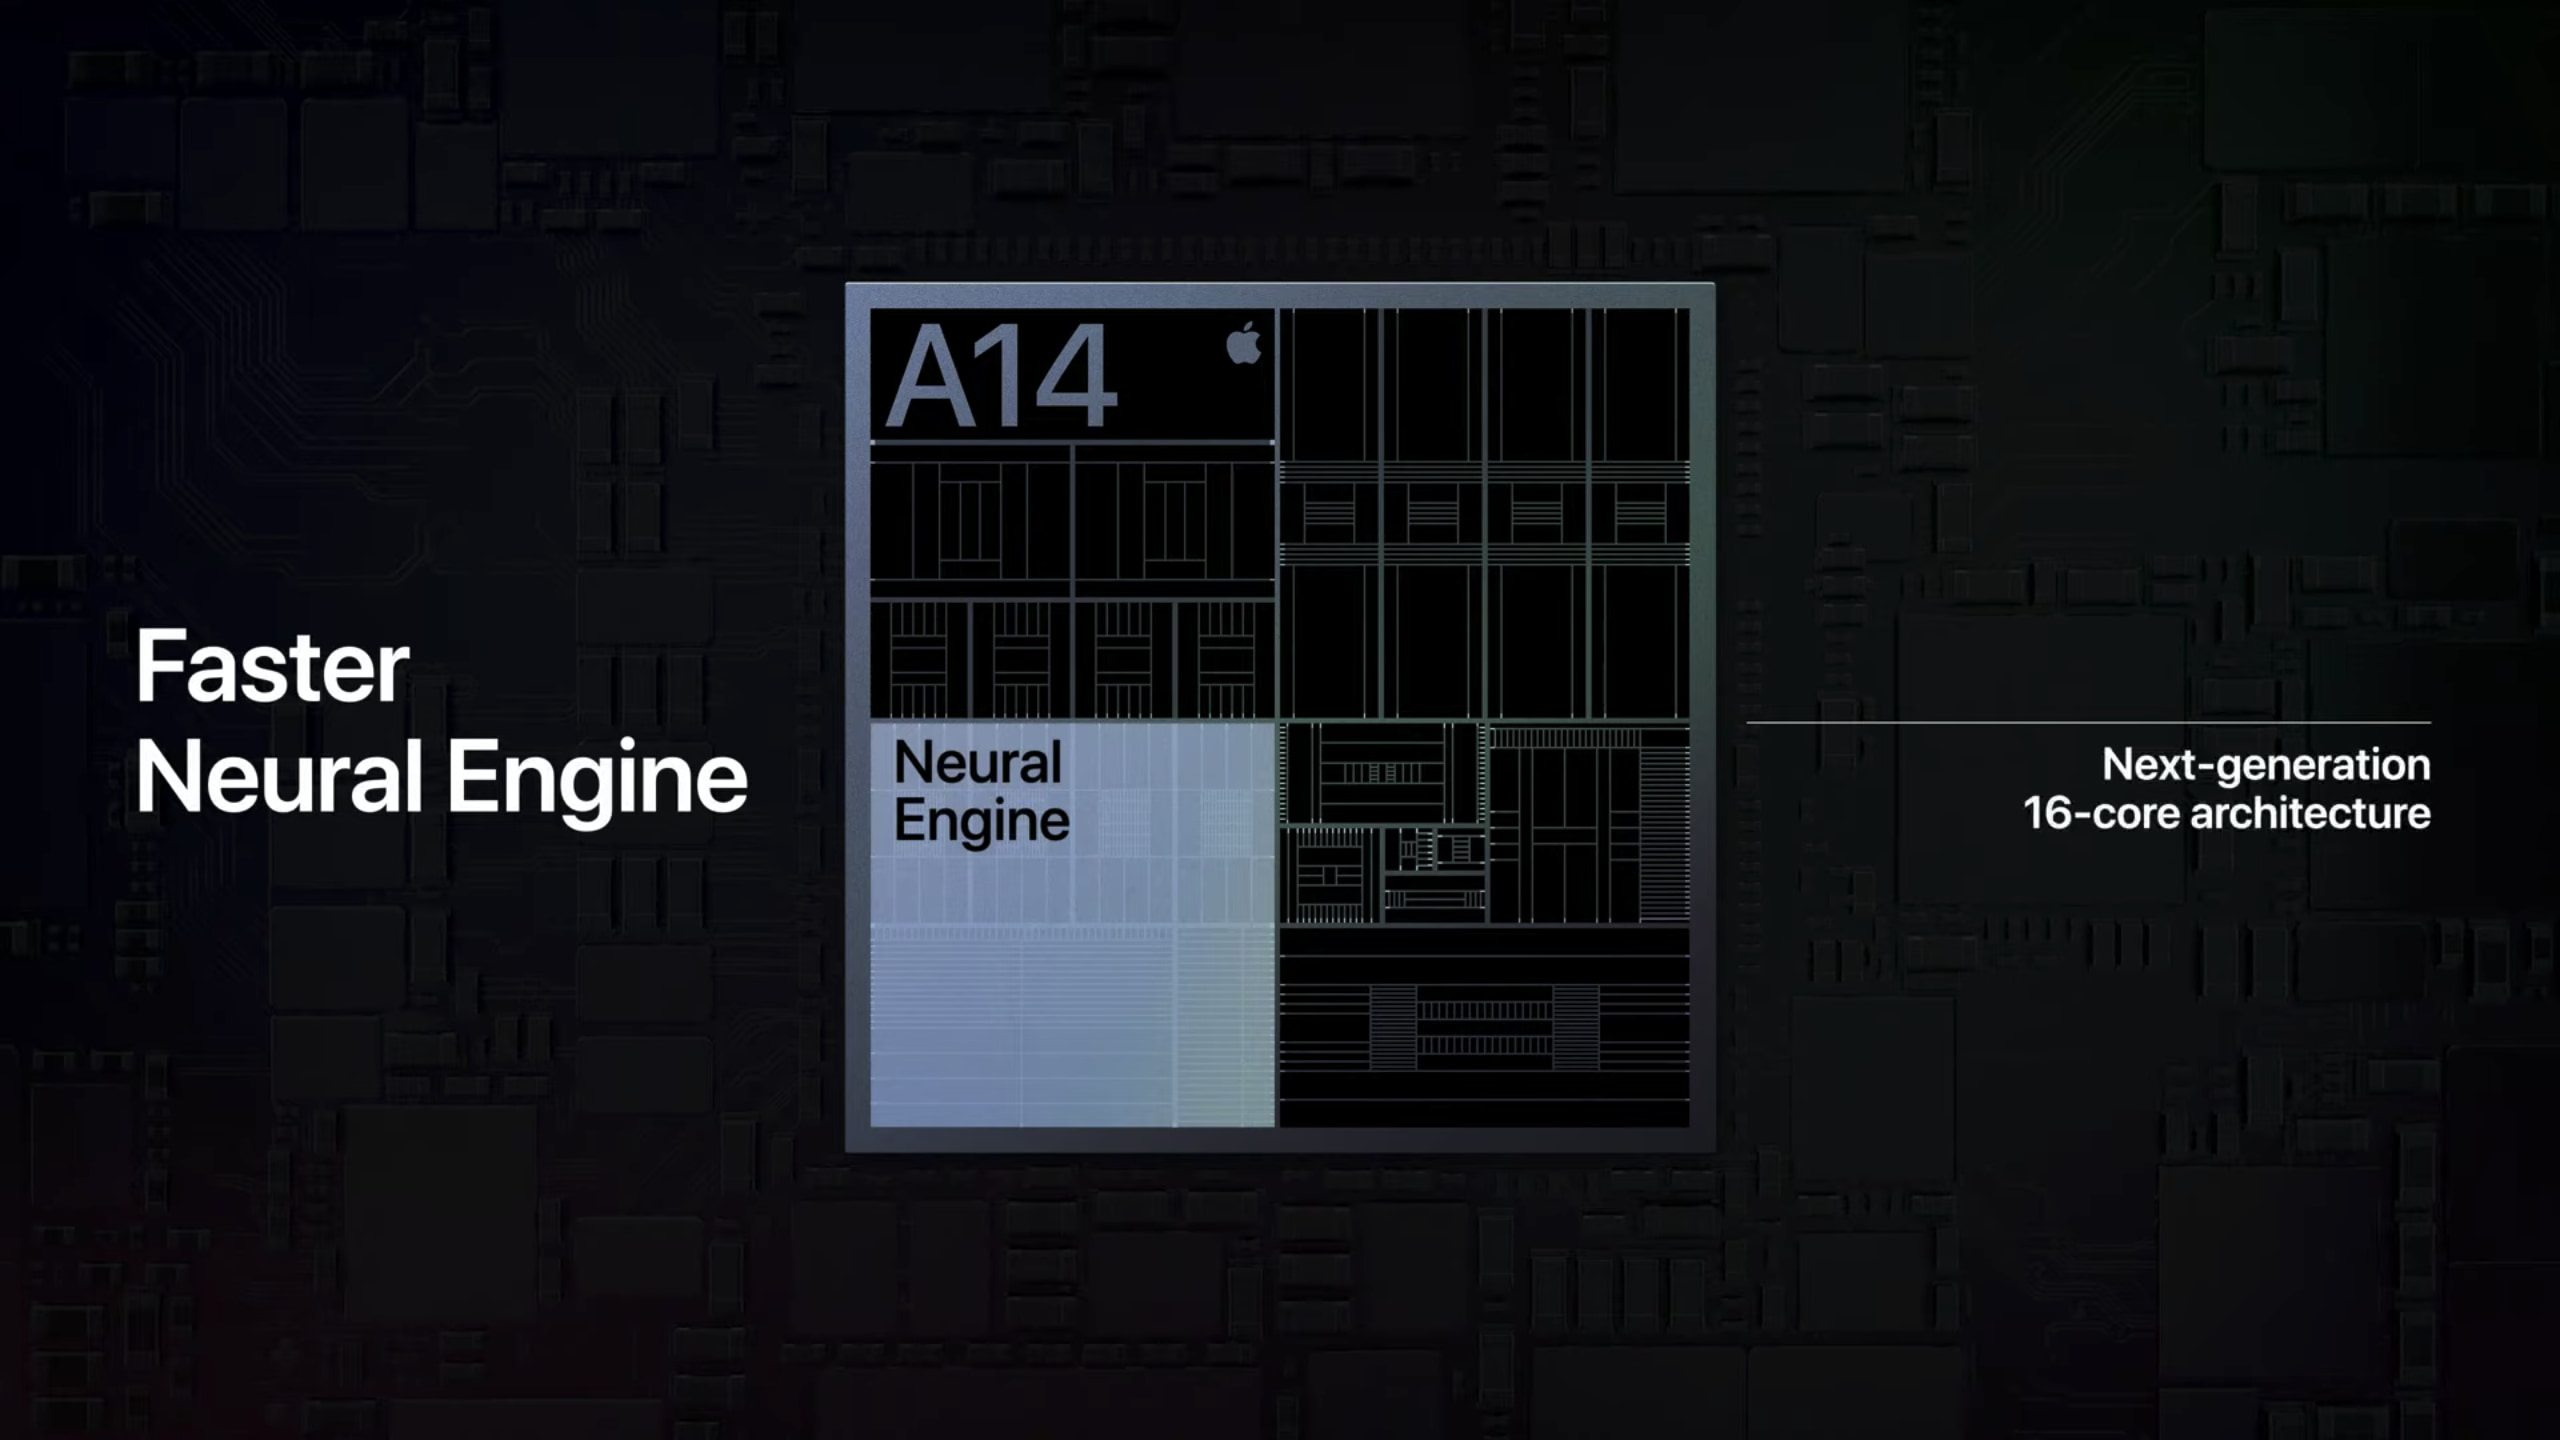 Faster
Neural Engine
A14
Neural
Engine
Next-generation
16-core architecture